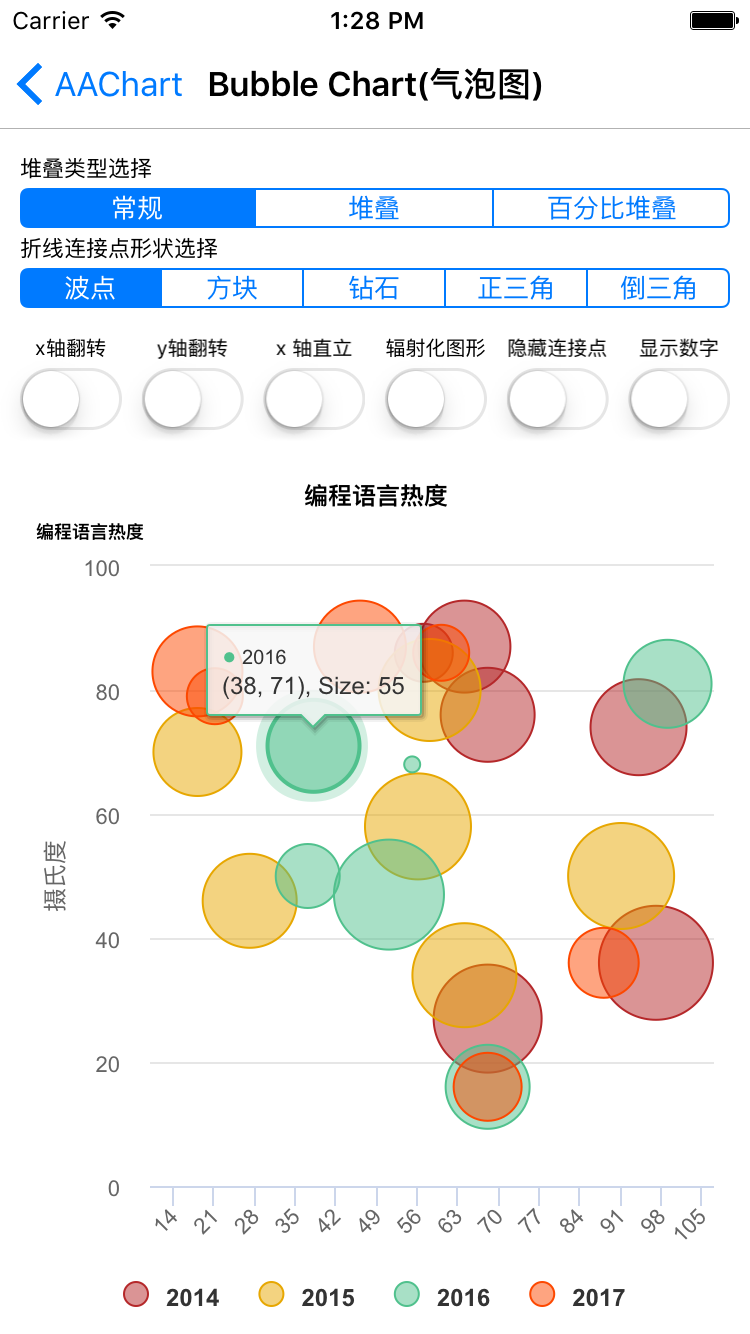 Carrier 1:28 PM
AAChart Bubble Chart(气泡图)
堆叠类型选择
常规 堆叠 百分比堆叠
折线连接点形状选择
波点 方块 钻石 正三角 倒三角
x轴翻转 y轴翻转 x 轴直立 辐射化图形 隐藏连接点 显示数字
编程语言热度
编程语言热度
100
2016
(38, 71), Size: 55
80
60
摄氏度
40
20
0
14 21 28 35 42 49 56 63 70 77 84 91 98 105
2014 2015 2016 2017